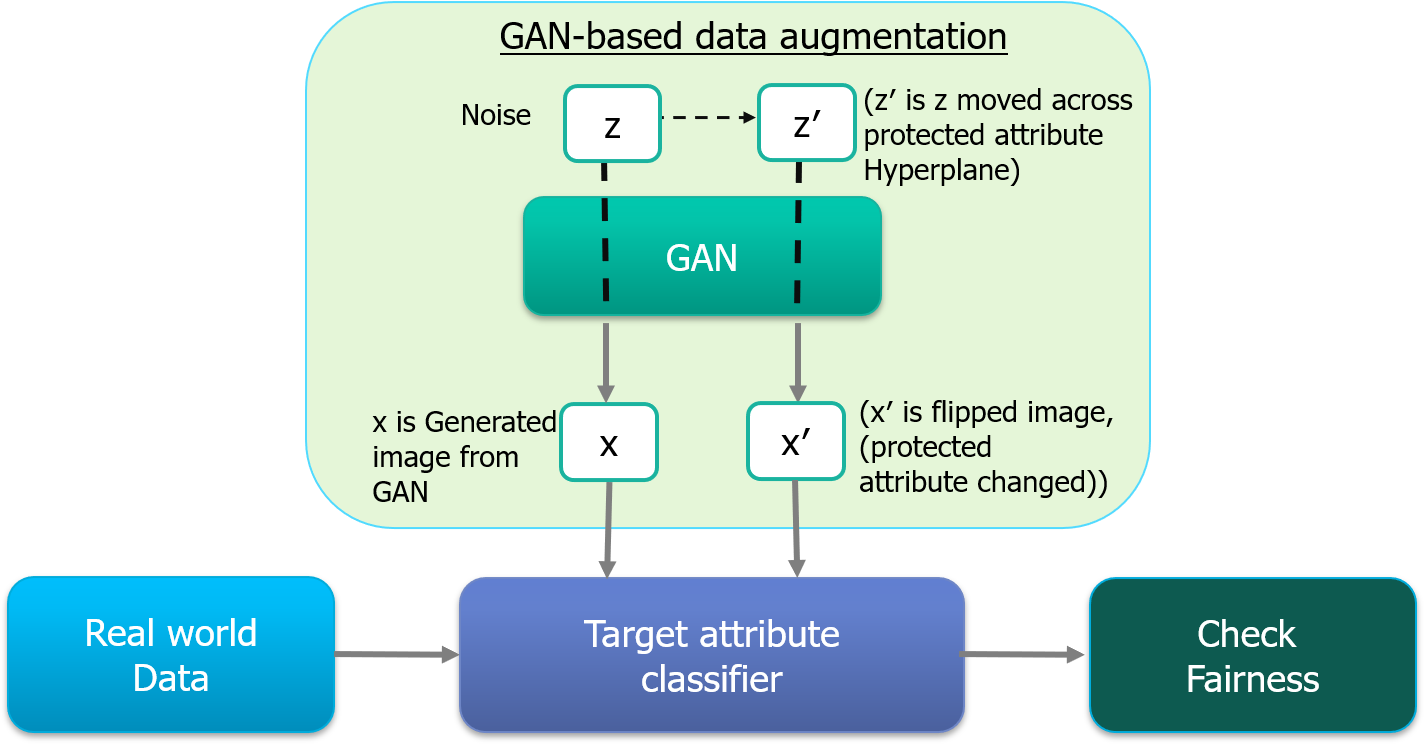 GAN-based data augmentation
Noise
z
z′
(z′ is z moved across
protected attribute
Hyperplane)
GAN
x is Generated
image from
GAN
x
x′
(x′ is flipped image,
(protected
attribute changed))
Real world
Data
Target attribute
classifier
Check
Fairness